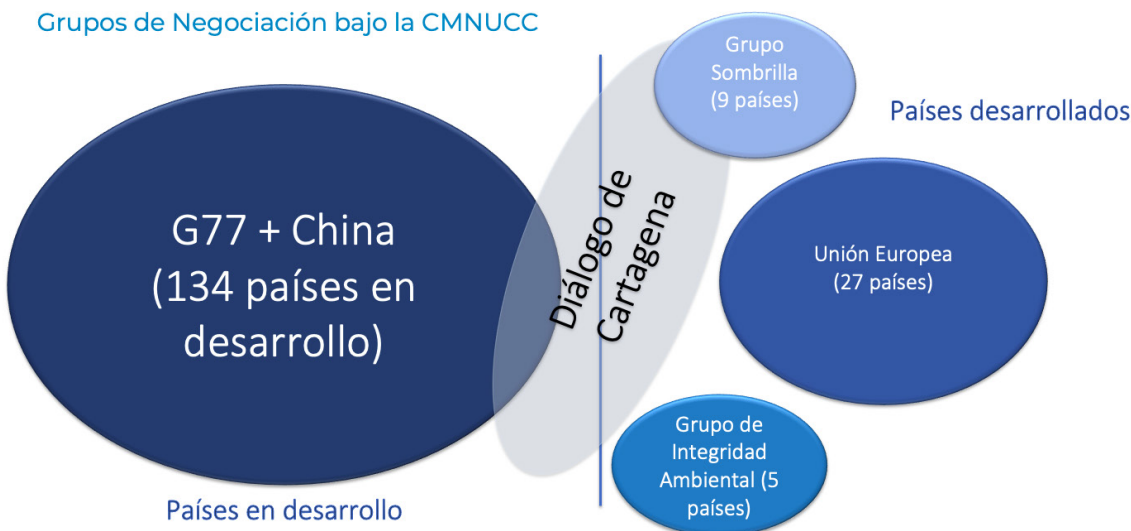 Grupos de Negociación bajo la CMNUCC
G77 + China
(134 países en
desarrollo)
Países en desarrollo
Diálogo de
Cartagena
Grupo
Sombrilla
(9 países)
Países desarrollados
Unión Europea
(27 países)
Grupo de
Integridad
Ambiental (5
países)